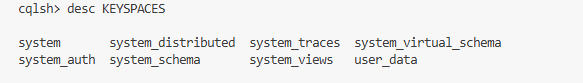 cqlsh> desc KEYSPACES
system system_distributed system_traces system_virtual_schema
system_auth system_schema system_views user_data